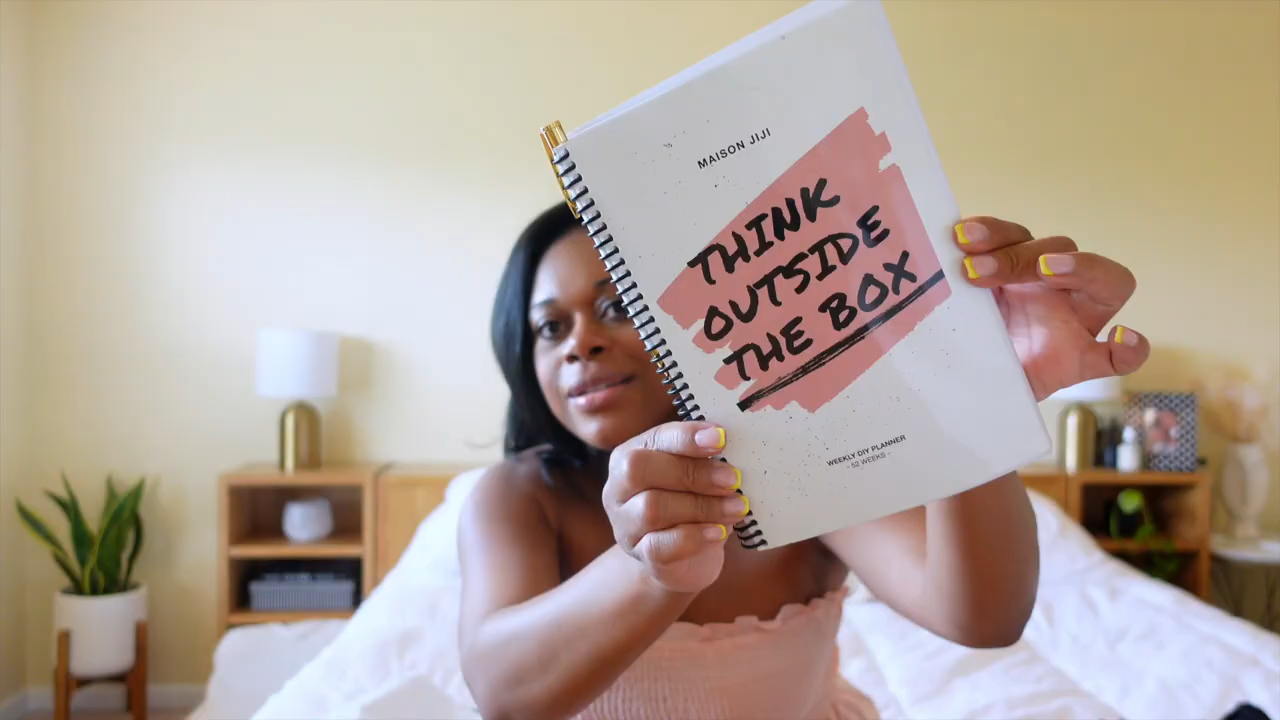 MAISON JIJI
THINK
OUTSIDE
THE BOX
WEEKLY DIY PLANNER
- 52 WEEKS -